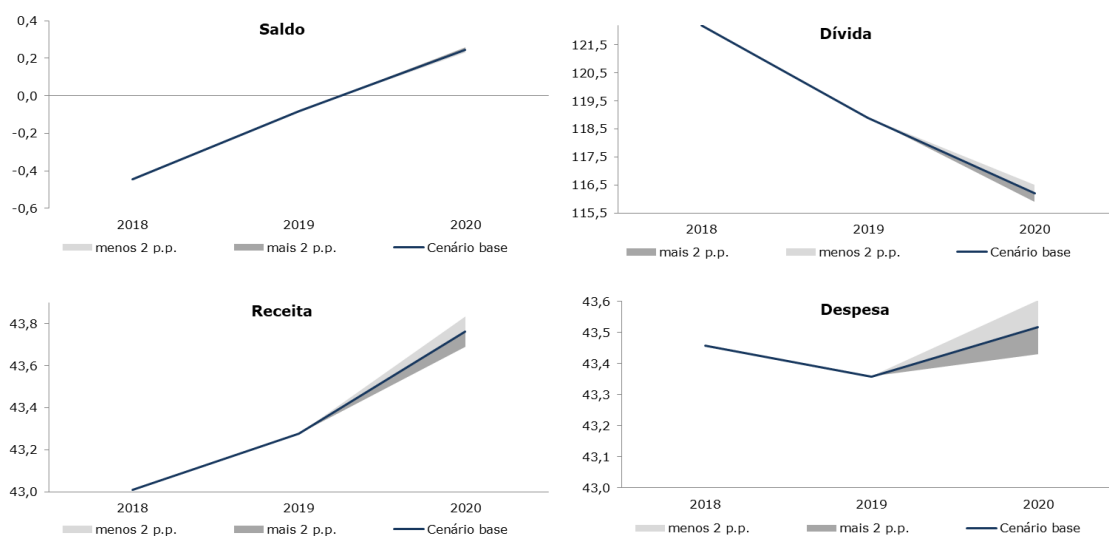 Saldo
0,4
0,2
0,0
-0,2
-0,4
-0,6
2018 2019 2020
menos 2 p.p. mais 2 p.p. Cenário base
Dívida
121,5
120,5
119,5
118,5
117,5
116,5
115,5
2018 2019 2020
mais 2 p.p. menos 2 p.p. Cenário base
Receita
43,8
43,6
43,4
43,2
43,0
2018 2019 2020
menos 2 p.p. mais 2 p.p. Cenário base
Despesa
43,6
43,5
43,4
43,3
43,2
43,1
43,0
2018 2019 2020
menos 2 p.p. mais 2 p.p. Cenário base